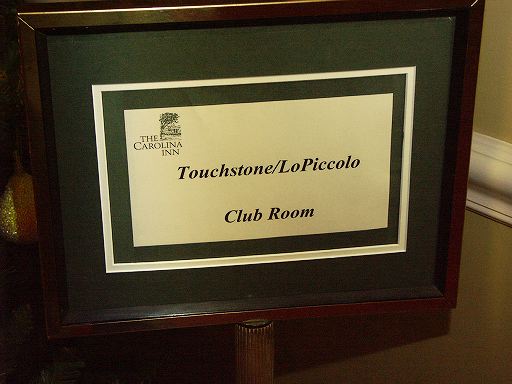 THE
CAROLINA
INN
Touchstone/LoPiccolo
Club Room